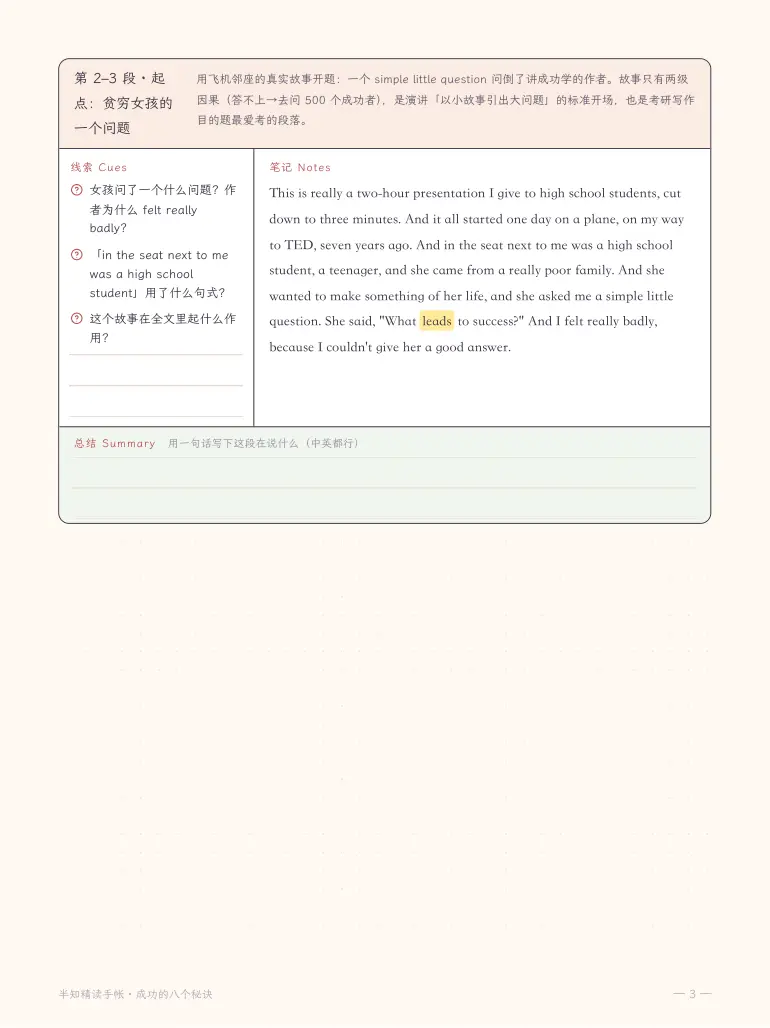 第 2–3 段·起
点：贫穷女孩的
一个问题
用飞机邻座的真实故事开题：一个 simple little question 问倒了讲成功学的作者。故事只有两级
因果（答不上→去问 500 个成功者），是演讲「以小故事引出大问题」的标准开场，也是考研写作
目的题最爱考的段落。
线索 Cues
女孩问了一个什么问题？作
者为什么 felt really
badly？
「in the seat next to me
was a high school
student」用了什么句式？
这个故事在全文里起什么作
用？
笔记 Notes
This is really a two-hour presentation I give to high school students, cut
down to three minutes. And it all started one day on a plane, on my way
to TED, seven years ago. And in the seat next to me was a high school
student, a teenager, and she came from a really poor family. And she
wanted to make something of her life, and she asked me a simple little
question. She said, "What leads to success?" And I felt really badly,
because I couldn't give her a good answer.
总结 Summary 用一句话写下这段在说什么（中英都行）
半知精读手帐·成功的八个秘诀
— 3 —